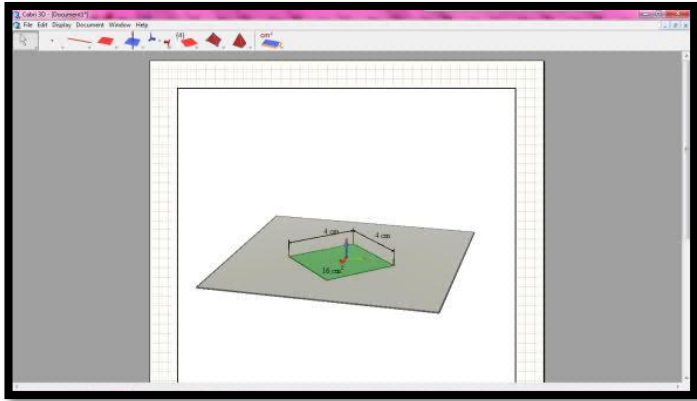 Cabri 3D - [Document1*]
File Edit Display Document Window Help
(4)
cm²
4 cm
4 cm
16 cm²